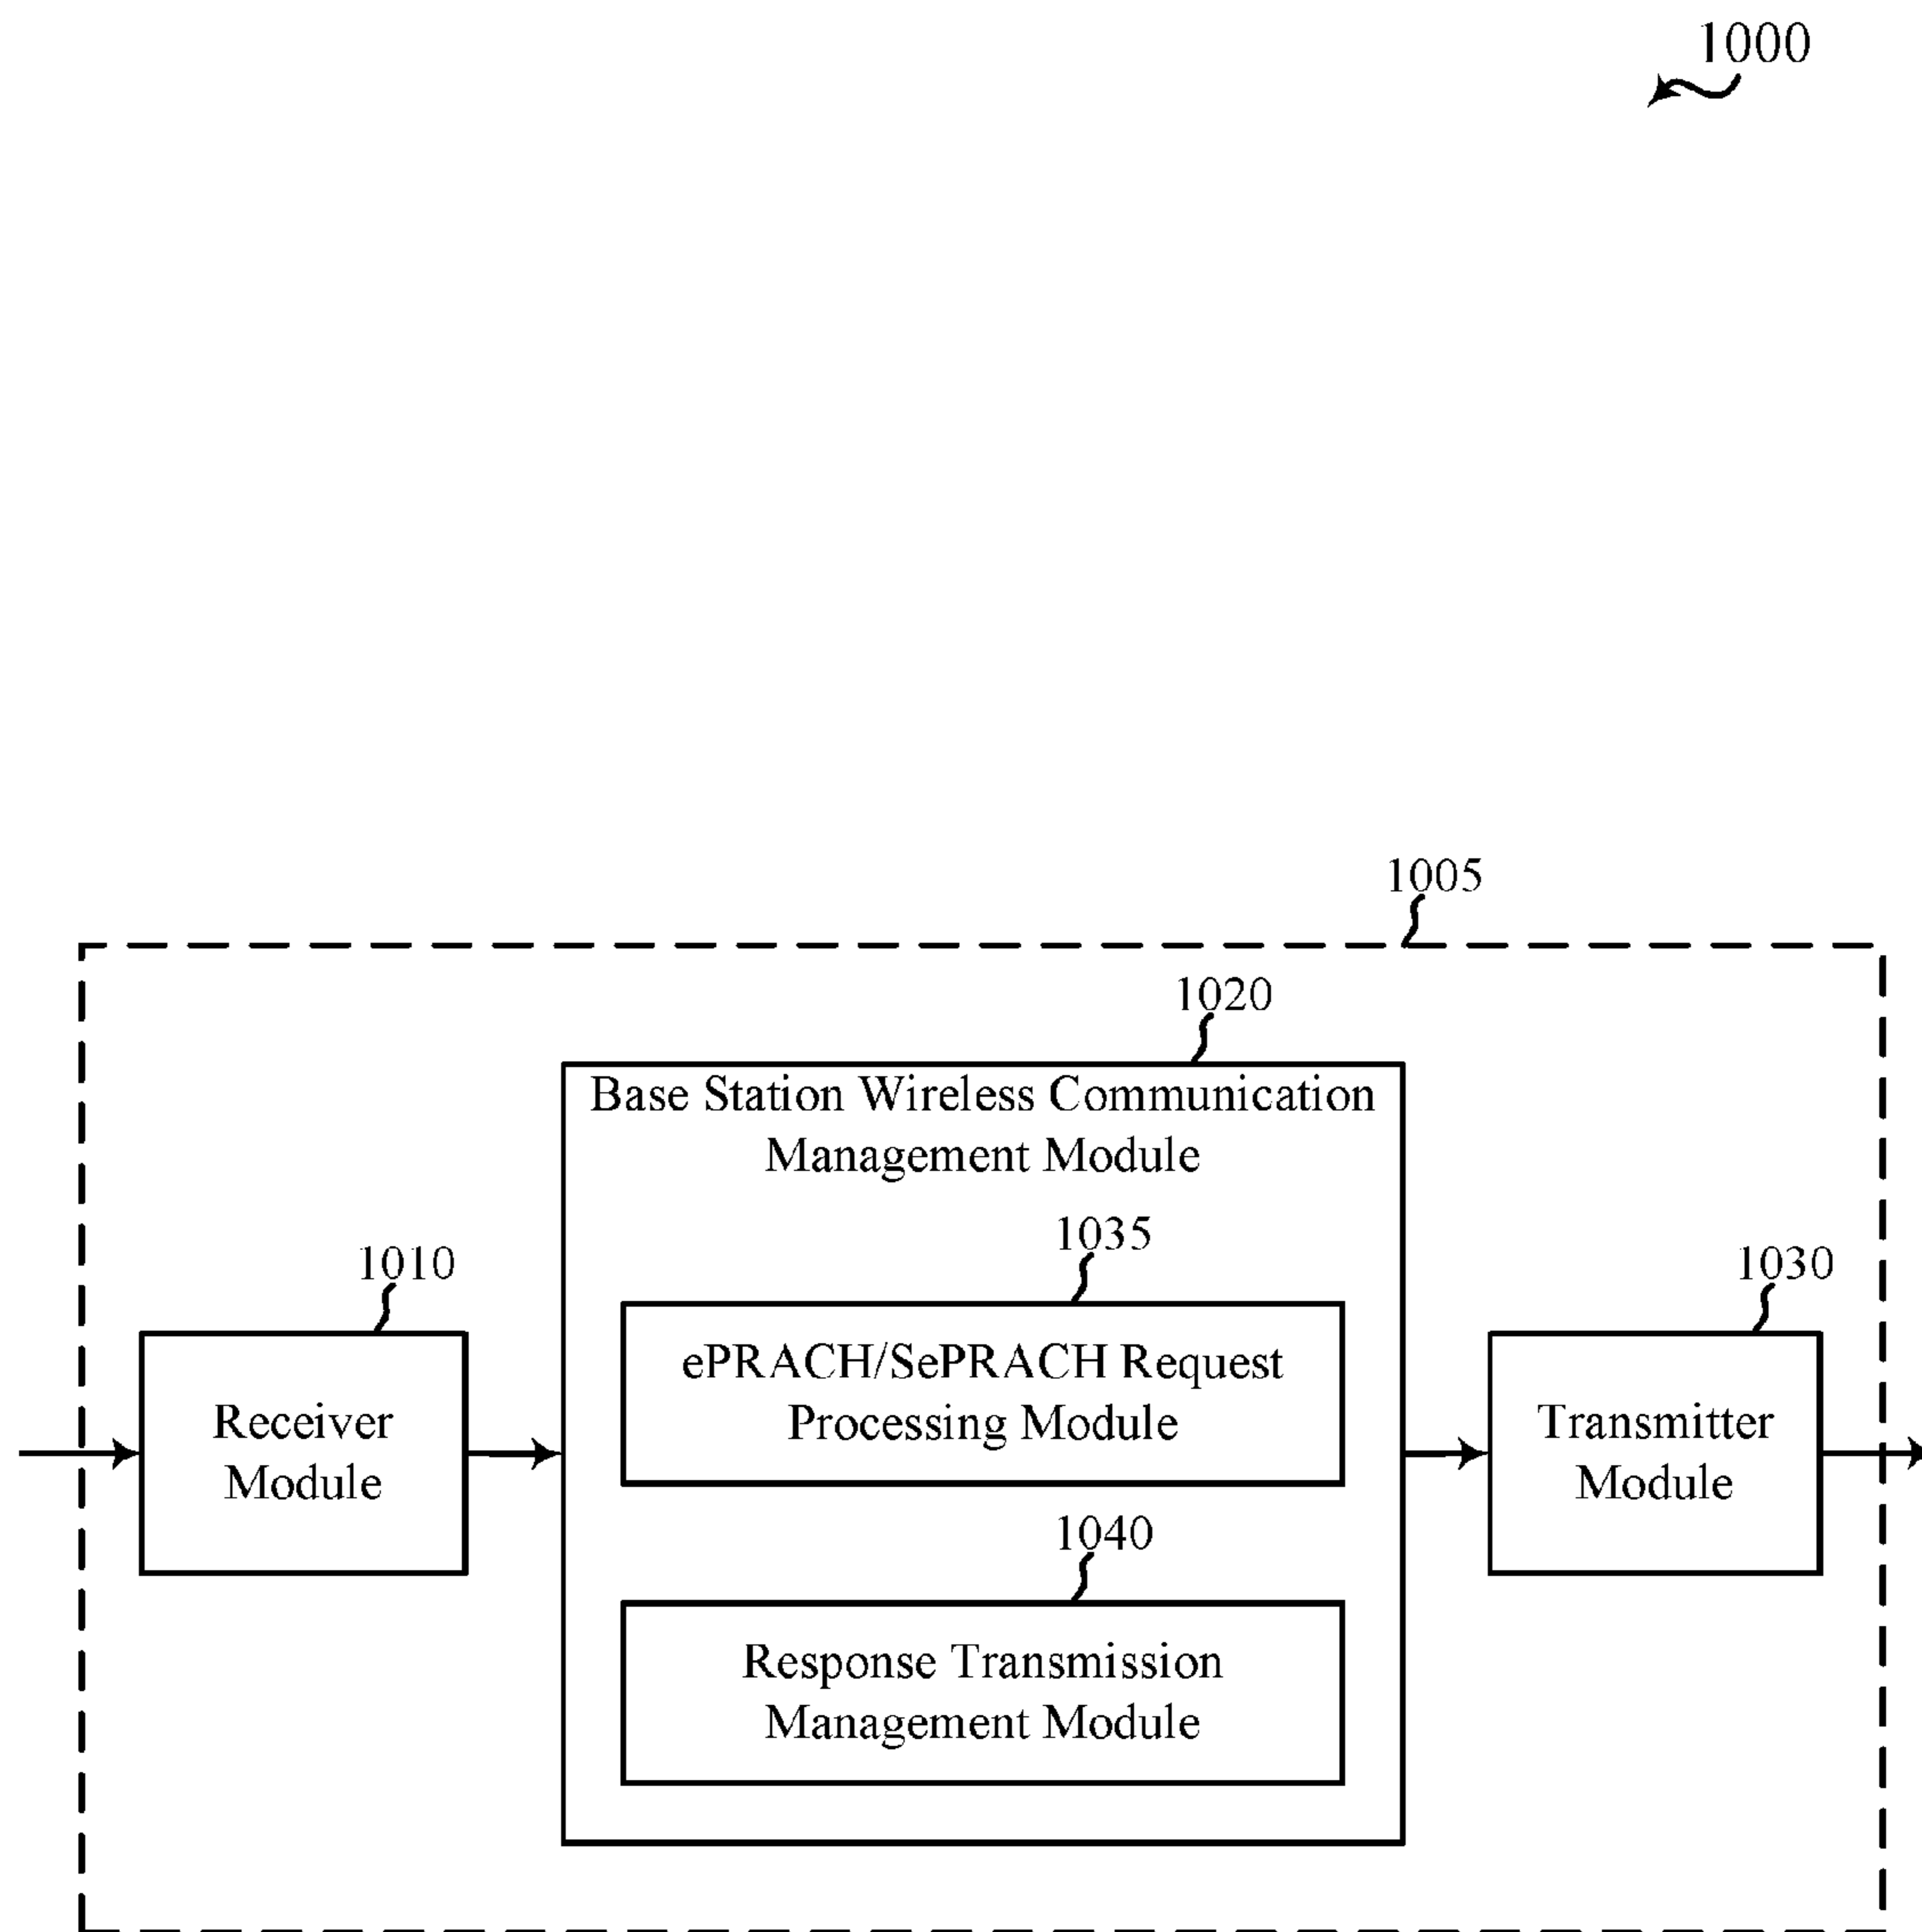 1000
1005
1020
Base Station Wireless Communication
Management Module
1035
1010
1030
ePRACH/SePRACH Request
Processing Module
Receiver
Module
Transmitter
Module
1040
Response Transmission
Management Module